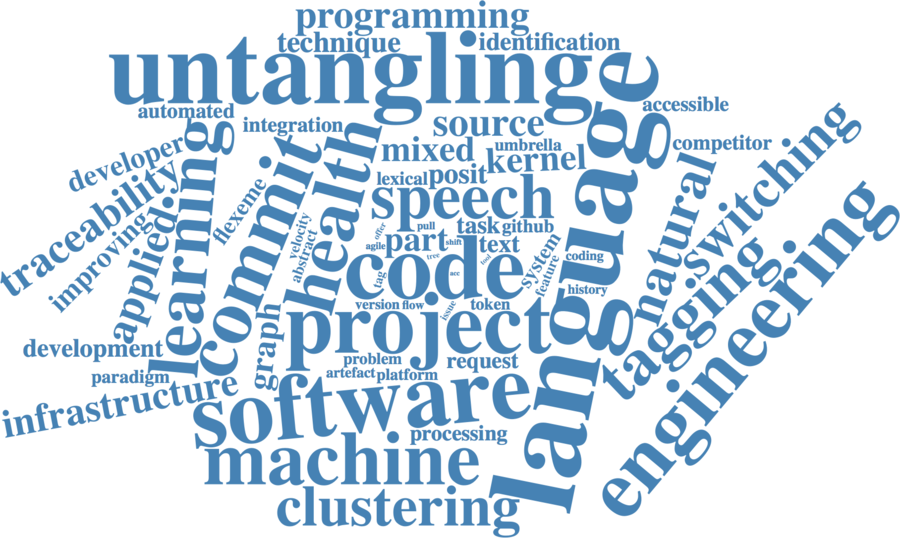 programming
technique
identification
untanglinge
automated
accessible
integration
source
developer
mixed
umbrella
competitor
kernel
lexical
posit
switching
traceability
learning
commit
health
language
natural
flexeme
speech
improving
applied
velocity
abstract
offer
pull
task
github
agile
part
shift
text
system
tree
tool
coding
code
tag
acc
feature
history
tagging
engineering
version
flow
issue
token
graph
project
development
problem
request
paradigm
artefact
platform
infrastructure
software
processing
machine
clustering